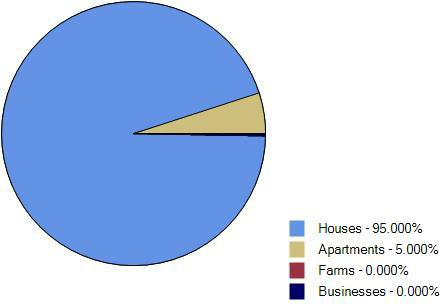 Houses - 95.000%
Apartments - 5.000%
Farms - 0.000%
Businesses - 0.000%